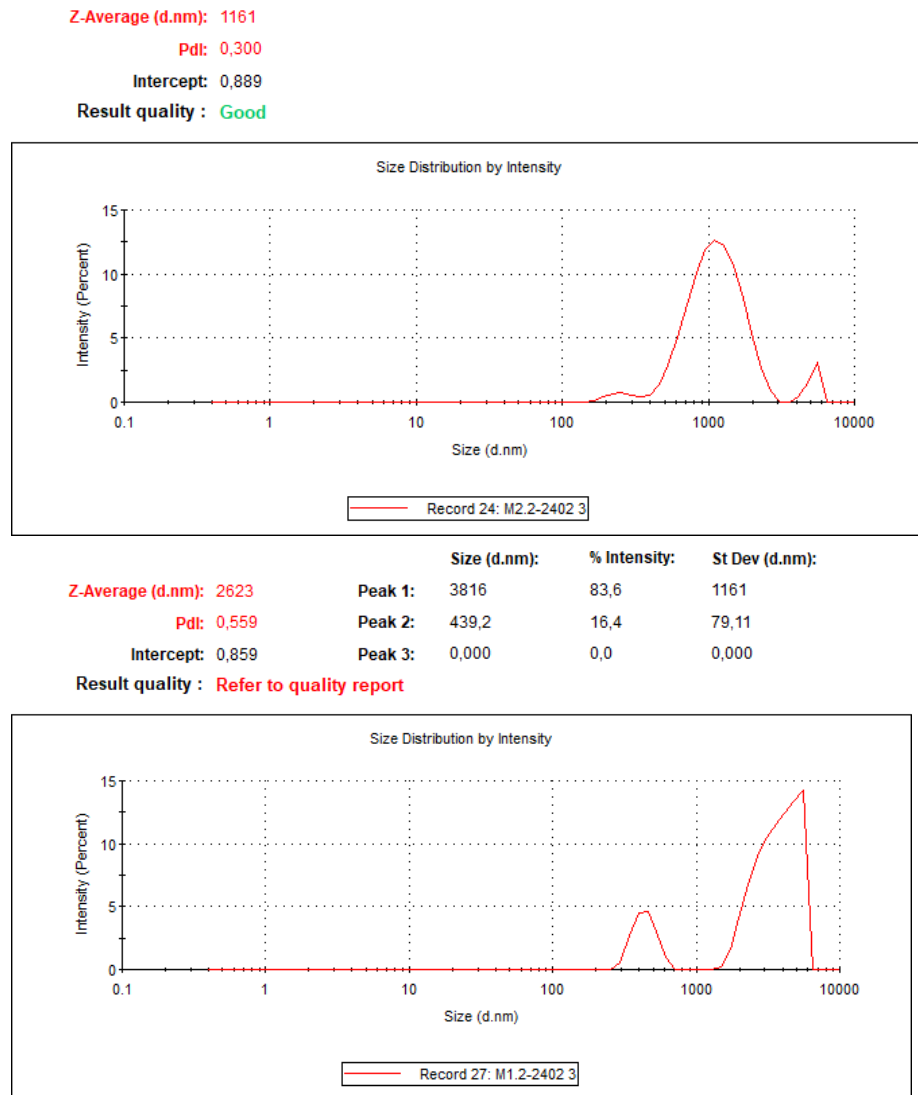 Z-Average (d.nm): 1161
PdI: 0,300
Intercept: 0,889
Result quality : Good
Size Distribution by Intensity
15
10
5
0
Intensity (Percent)
0.1 1 10 100 1000 10000
Size (d.nm)
Record 24: M2.2-2402 3
Size (d.nm): % Intensity: St Dev (d.nm):
Z-Average (d.nm): 2623 Peak 1: 3816 83,6 1161
PdI: 0,559 Peak 2: 439,2 16,4 79,11
Intercept: 0,859 Peak 3: 0,000 0,0 0,000
Result quality : Refer to quality report
Size Distribution by Intensity
15
10
5
0
Intensity (Percent)
0.1 1 10 100 1000 10000
Size (d.nm)
Record 27: M1.2-2402 3